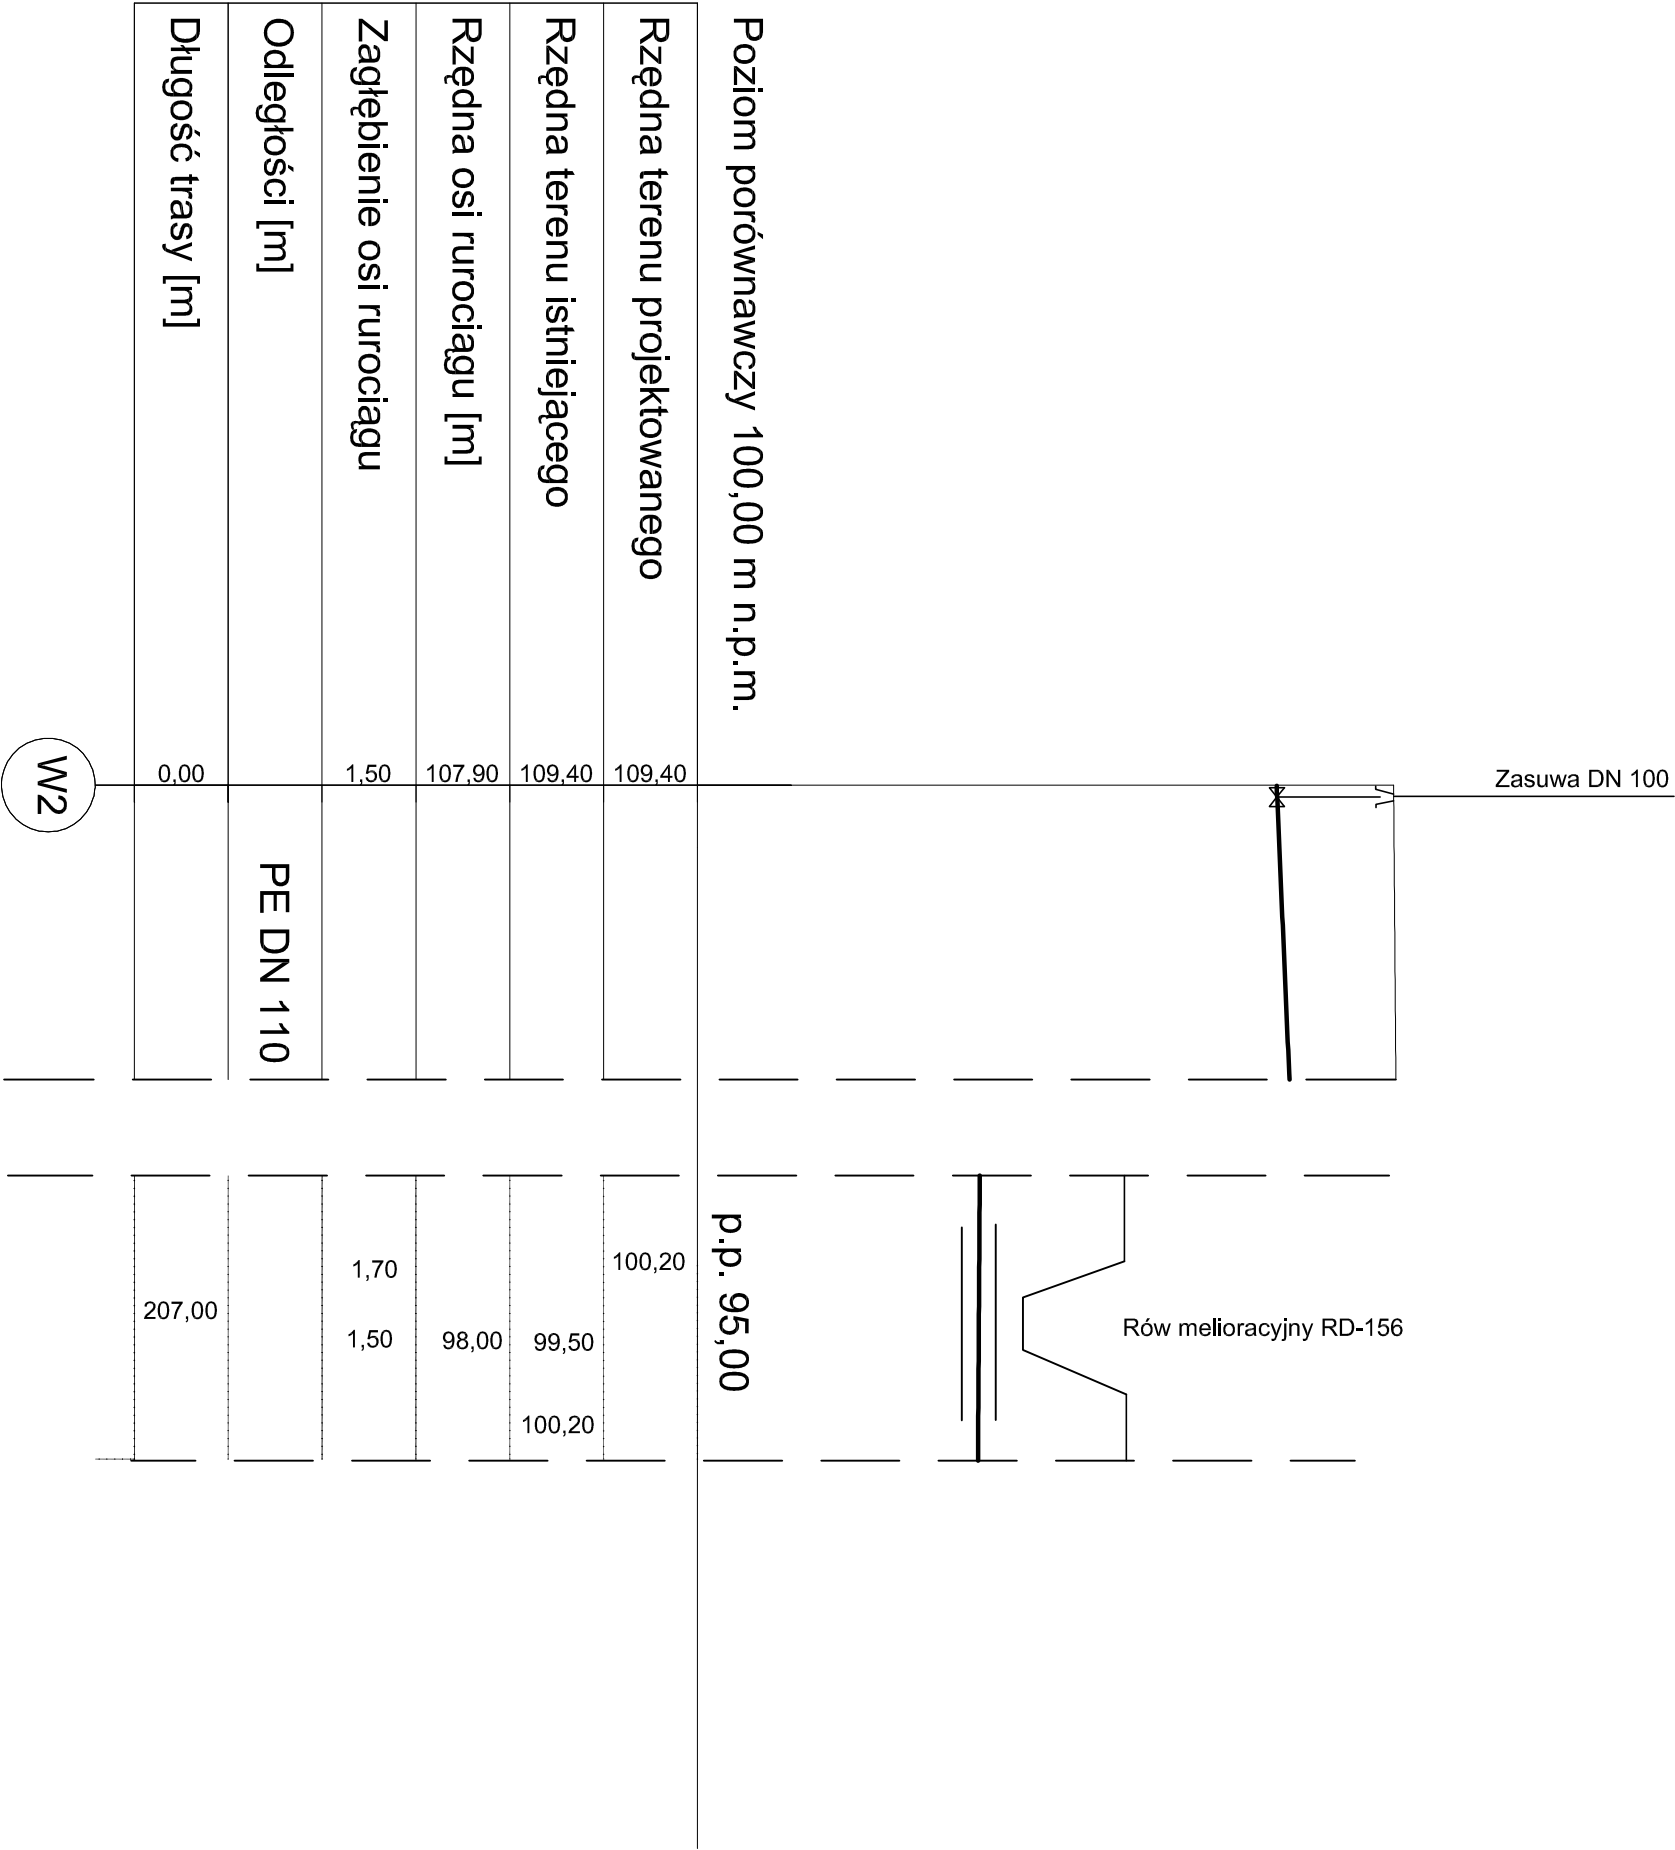 Zasuwa DN 100
Rów melioracyjny RD-156
Poziom porównawczy 100,00 m n.p.m.
p.p. 95,00
Rzędna terenu projektowanego
109,40
100,20
Rzędna terenu istniejącego
109,40
99,50
100,20
Rzędna osi rurociągu [m]
107,90
98,00
Zagłębienie osi rurociągu
1,50
1,70
1,50
Odległości [m]
PE DN 110
Długość trasy [m]
0,00
207,00
W2